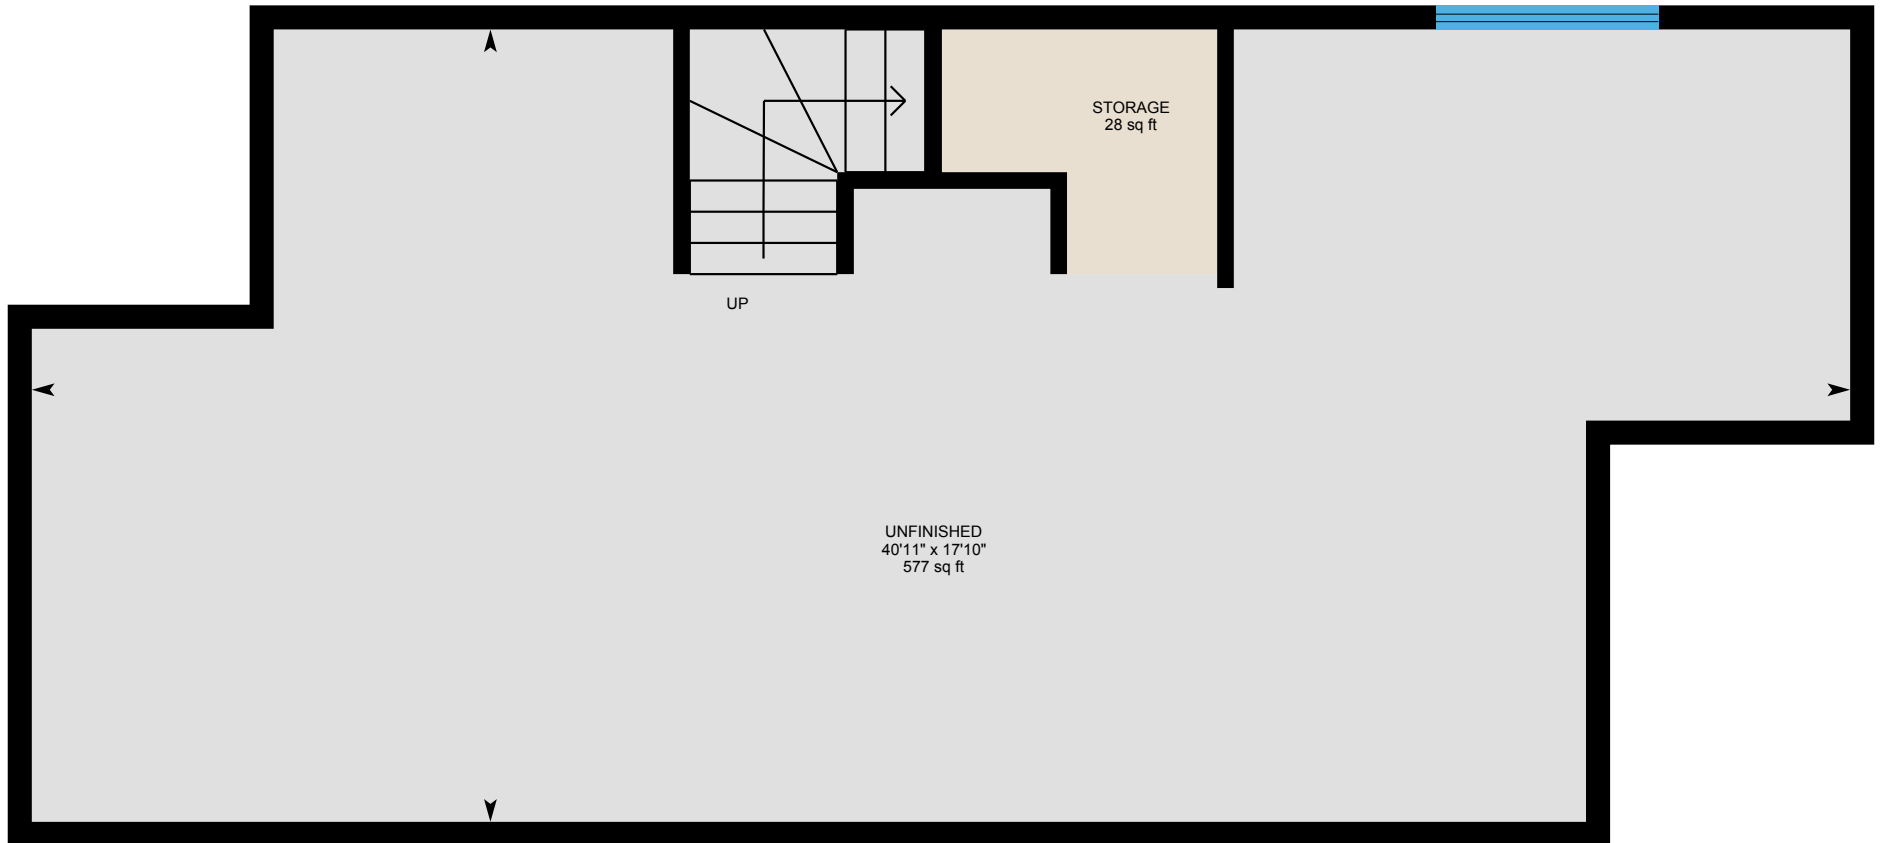 STORAGE
28 sq ft
UP
UNFINISHED
40'11" x 17'10"
577 sq ft